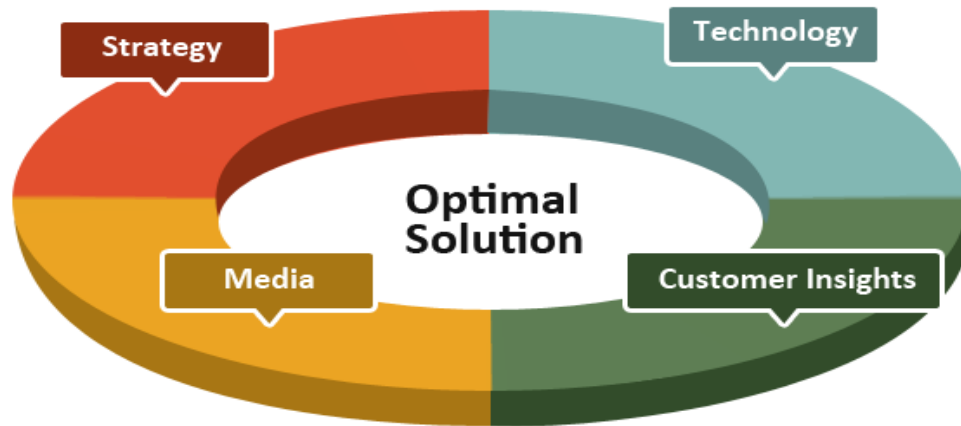 Strategy
Technology
Optimal
Solution
Media
Customer Insights